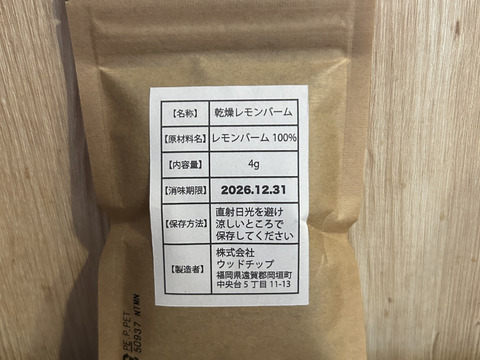 【名称】 乾燥レモンバーム
【原材料名】 レモンバーム 100%
【内容量】 4g
【消味期限】 2026.12.31
【保存方法】 直射日光を避け
涼しいところで
保存してください
【製造者】 株式会社
ウッドチップ
福岡県遠賀郡岡垣町
中央台 5 丁目 11-13
PE.P.PET
50937 NIMN